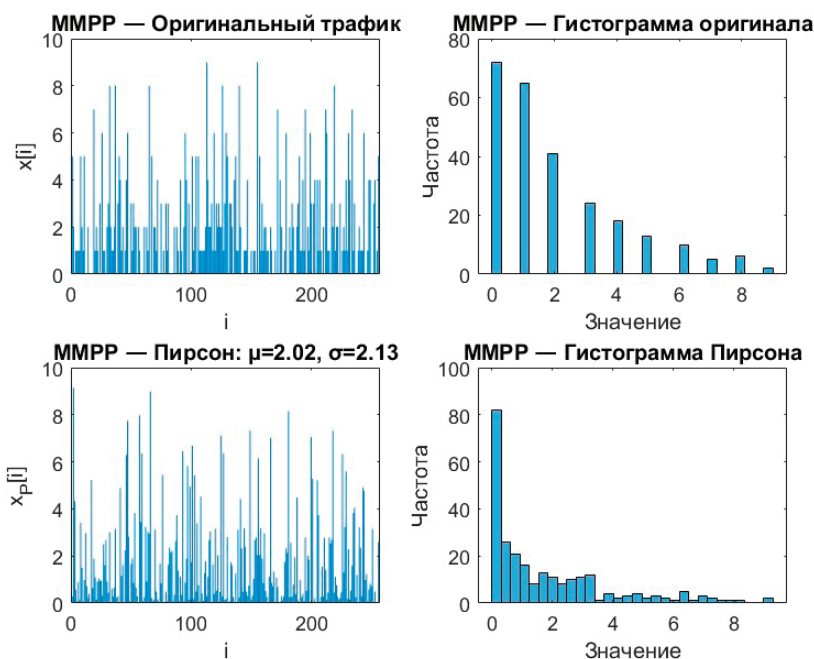 MMPP — Оригинальный трафик
10
8
6
4
2
0
x[i]
0 100 200
i
MMPP — Гистограмма оригинала
80
60
40
20
0
Частота
0 2 4 6 8
Значение
MMPP — Пирсон: μ=2.02, σ=2.13
10
8
6
4
2
0
xP[i]
0 100 200
i
MMPP — Гистограмма Пирсона
100
80
60
40
20
0
Частота
0 2 4 6 8
Значение